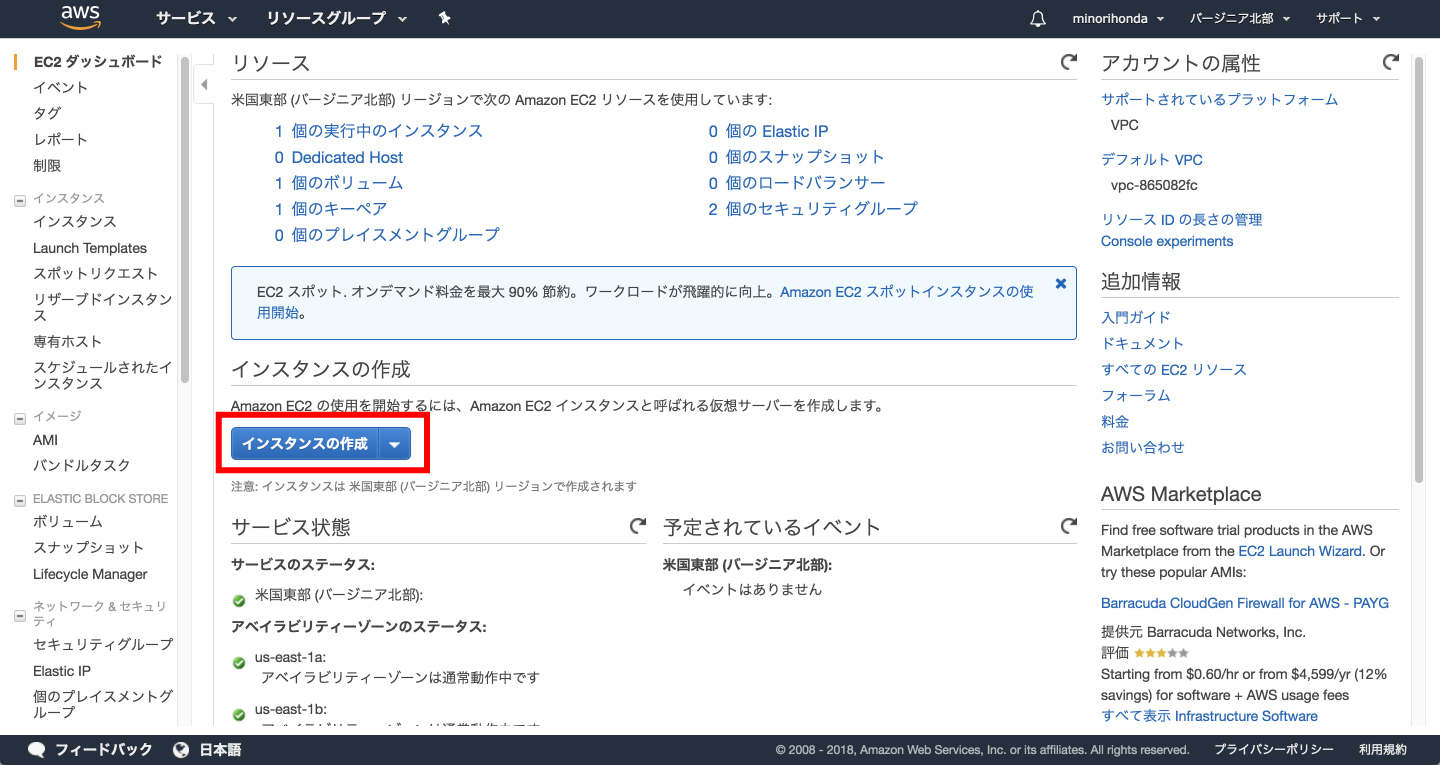 aws サービス リソースグループ minorihonda バージニア北部 サポート
EC2 ダッシュボード
イベント
タグ
レポート
制限
インスタンス
インスタンス
Launch Templates
スポットリクエスト
リザーブドインスタン
ス
専有ホスト
スケジュールされたイ
ンスタンス
イメージ
AMI
バンドルタスク
ELASTIC BLOCK STORE
ボリューム
スナップショット
Lifecycle Manager
ネットワーク & セキュリ
ティ
セキュリティグループ
Elastic IP
個のプレイスメントグ
ループ
リソース
米国東部 (バージニア北部) リージョンで次の Amazon EC2 リソースを使用しています:
1 個の実行中のインスタンス
0 Dedicated Host
1 個のボリューム
1 個のキーペア
0 個のプレイスメントグループ
0 個の Elastic IP
0 個のスナップショット
0 個のロードバランサー
2 個のセキュリティグループ
EC2 スポット. オンデマンド料金を最大 90% 節約。ワークロードが飛躍的に向上。Amazon EC2 スポットインスタンスの使
用開始。
インスタンスの作成
Amazon EC2 の使用を開始するには、Amazon EC2 インスタンスと呼ばれる仮想サーバーを作成します。
インスタンスの作成
注意: インスタンスは 米国東部 (バージニア北部) リージョンで作成されます
サービス状態
サービスのステータス:
米国東部 (バージニア北部):
アベイラビリティーゾーンのステータス:
us-east-1a:
アベイラビリティーゾーンは通常動作中です
us-east-1b:
アベイラビリティーゾーンは通常動作中です
予定されているイベント
米国東部 (バージニア北部):
イベントはありません
アカウントの属性
サポートされているプラットフォーム
VPC
デフォルト VPC
vpc-865082fc
リソース ID の長さの管理
Console experiments
追加情報
入門ガイド
ドキュメント
すべての EC2 リソース
フォーラム
料金
お問い合わせ
AWS Marketplace
Find free software trial products in the AWS
Marketplace from the EC2 Launch Wizard. Or
try these popular AMIs:
Barracuda CloudGen Firewall for AWS - PAYG
提供元 Barracuda Networks, Inc.
評価
Starting from $0.60/hr or from $4,599/yr (12%
savings) for software + AWS usage fees
すべて表示 Infrastructure Software
フィードバック 日本語 © 2008 - 2018, Amazon Web Services, Inc. or its affiliates. All rights reserved. プライバシーポリシー 利用規約